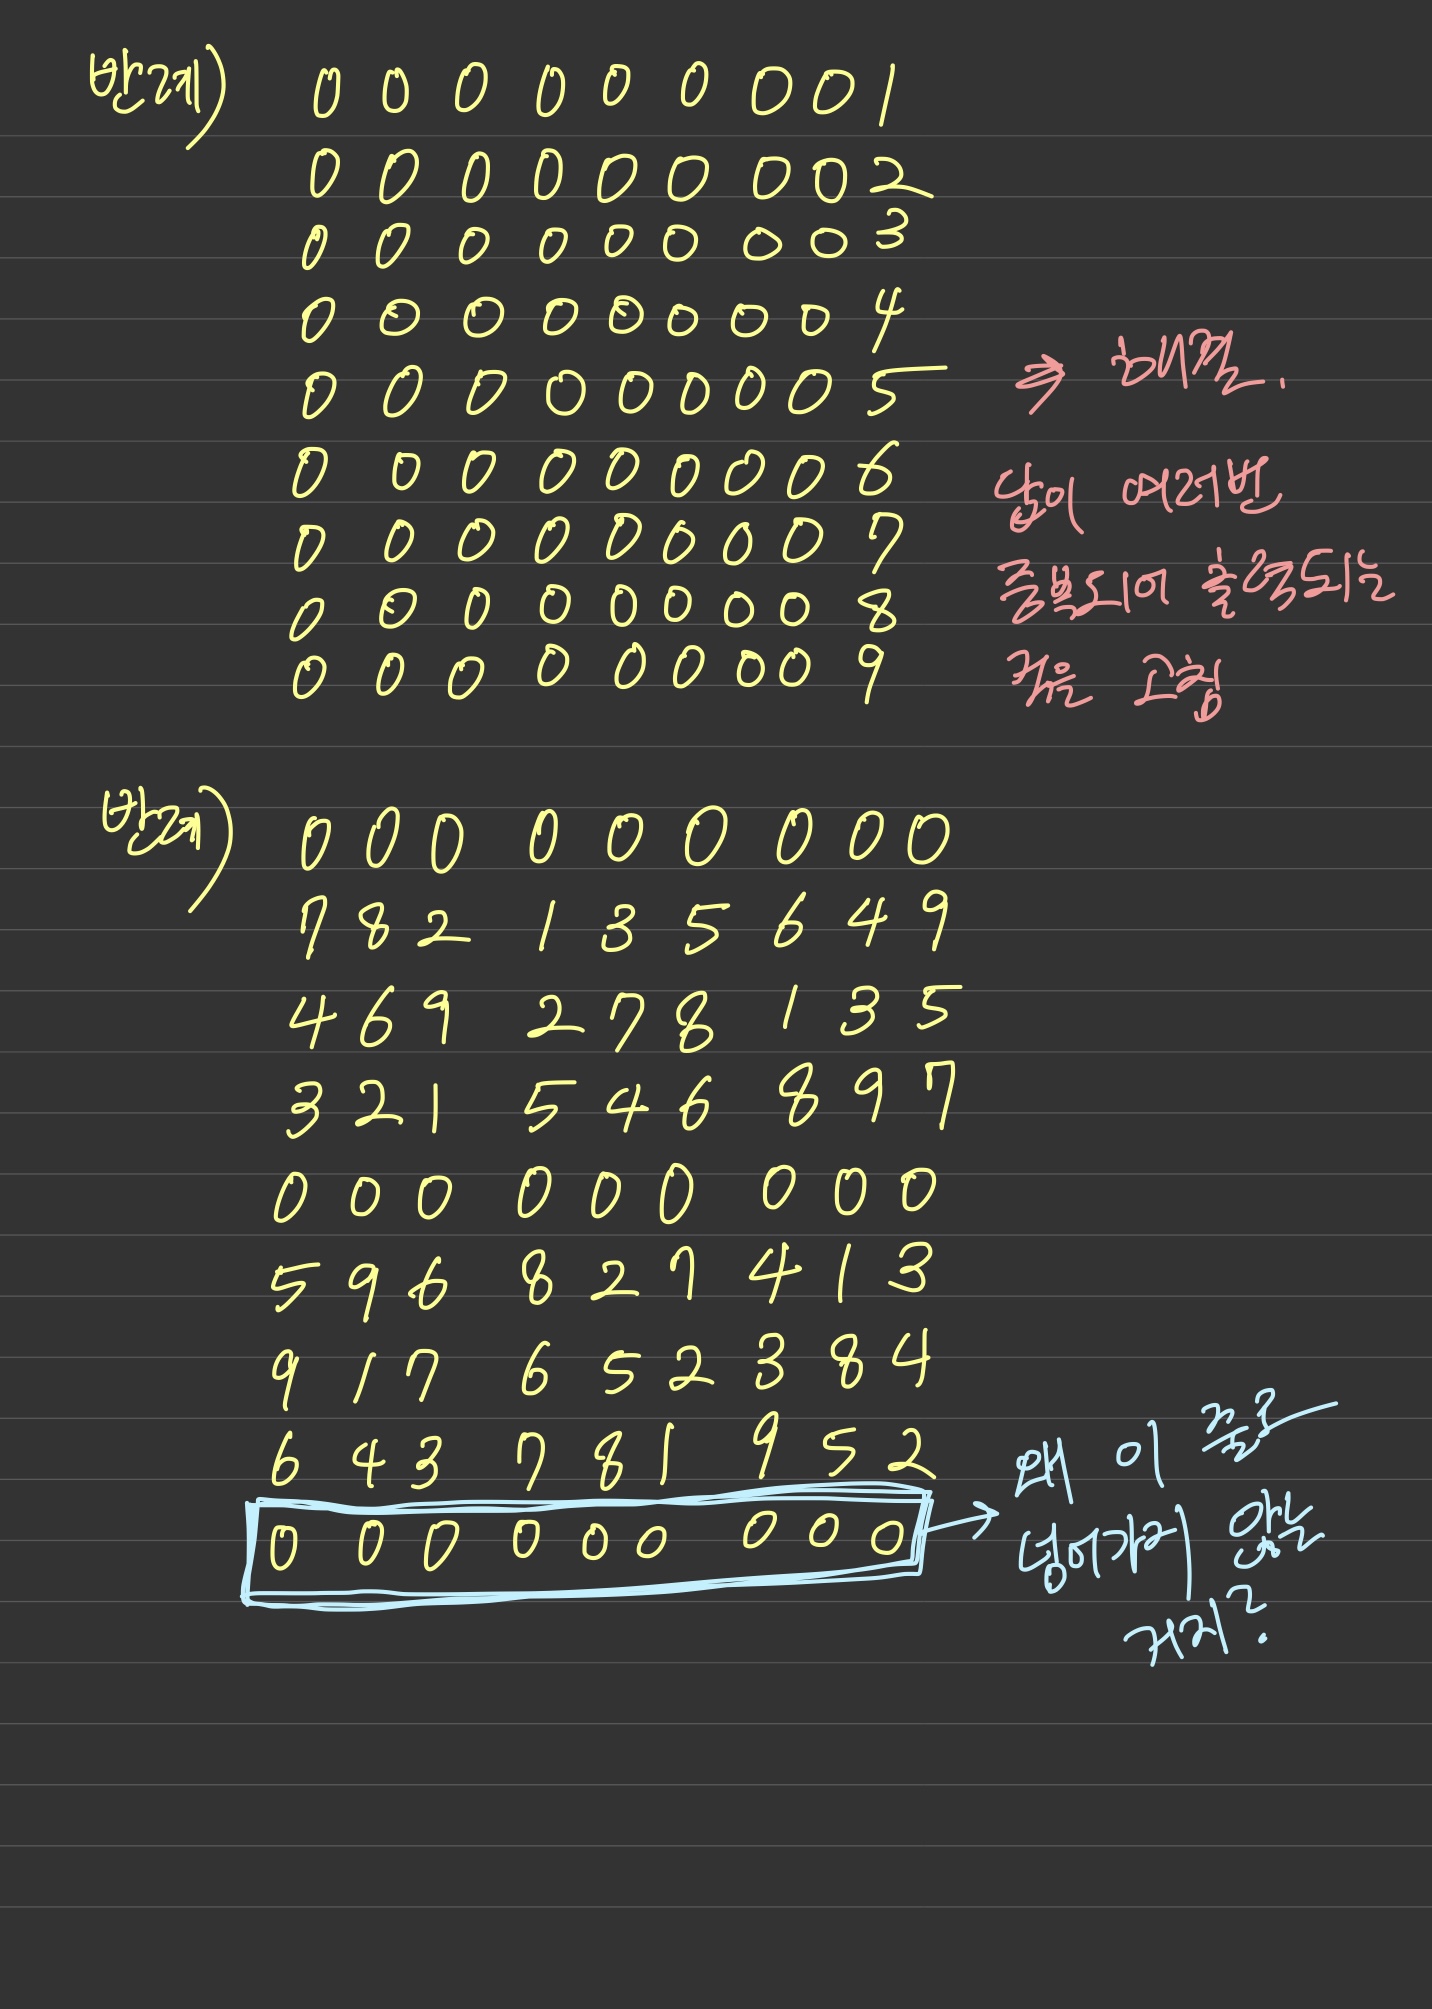 반례) 0 0 0 0 0 0 0 0 1
0 0 0 0 0 0 0 0 2
0 0 0 0 0 0 0 0 3
0 0 0 0 0 0 0 0 4
0 0 0 0 0 0 0 0 5
→ 해결.
0 0 0 0 0 0 0 0 6
답이 여러번
0 0 0 0 0 0 0 0 7
중복되어 출력되는
0 0 0 0 0 0 0 0 8
0 0 0 0 0 0 0 0 9
거은 고침
반례) 0 0 0 0 0 0 0 0 0
7 8 2 1 3 5 6 4 9
4 6 9 2 7 8 1 3 5
3 2 1 5 4 6 8 9 7
0 0 0 0 0 0 0 0 0
5 9 6 8 2 7 4 1 3
9 1 7 6 5 2 3 8 4
6 4 3 7 8 1 9 5 2
왜 이 줄로
0 0 0 0 0 0 0 0 0 →
넘어가지 않는
거지?